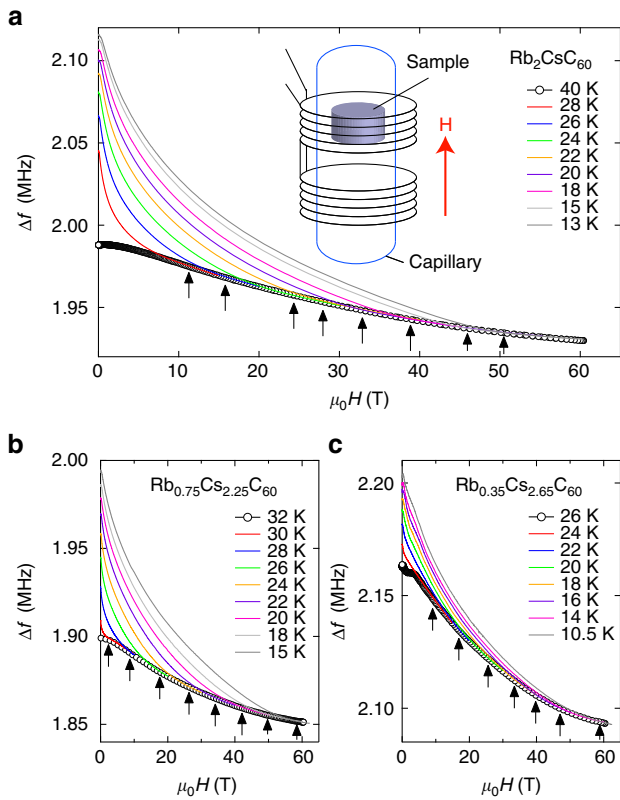 a
Rb2CsC60
Sample
H
Capillary
40 K
28 K
26 K
24 K
22 K
20 K
18 K
15 K
13 K
Δf (MHz)
2.10
2.05
2.00
1.95
0 10 20 30 40 50 60
μ0H (T)
b
Rb0.75Cs2.25C60
32 K
30 K
28 K
26 K
24 K
22 K
20 K
18 K
15 K
Δf (MHz)
2.00
1.95
1.90
1.85
0 20 40 60
μ0H (T)
c
Rb0.35Cs2.65C60
26 K
24 K
22 K
20 K
18 K
16 K
14 K
10.5 K
Δf (MHz)
2.20
2.15
2.10
0 20 40 60
μ0H (T)